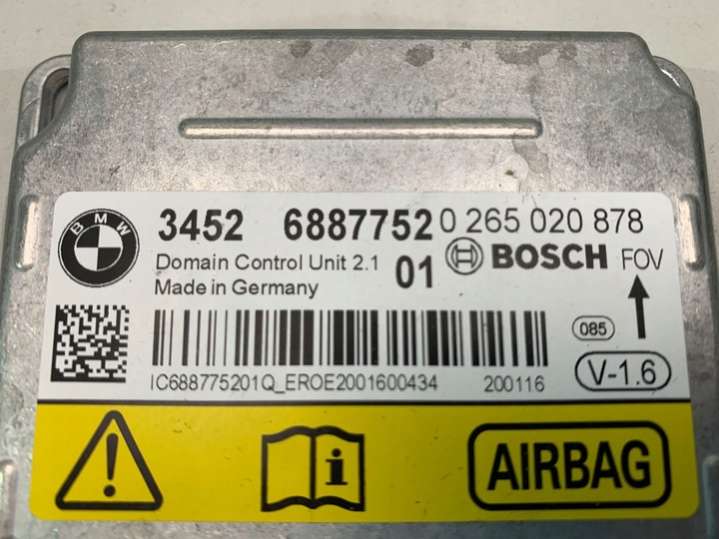 BMW
3452 6887752 0 265 020 878
Domain Control Unit 2.1 01 BOSCH FOV
Made in Germany
085
V-1.6
IC688775201Q_EROE2001600434 200116
i
AIRBAG